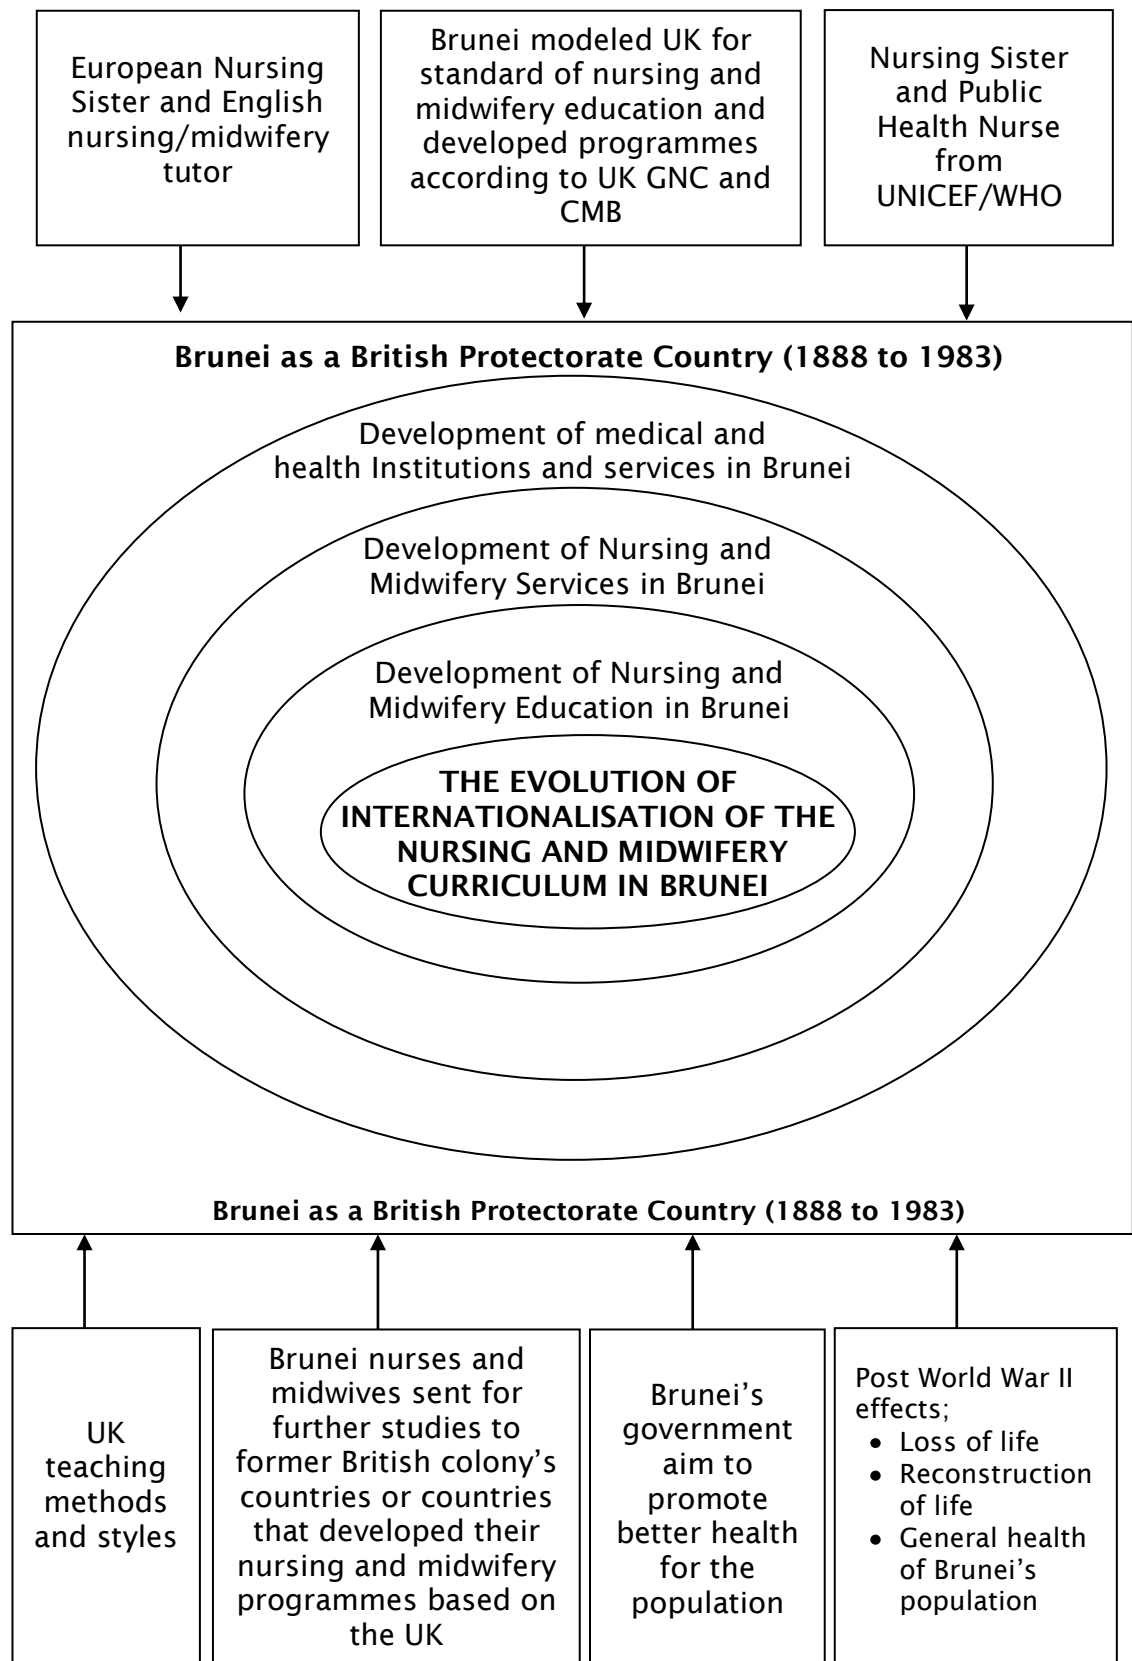 European Nursing
Sister and English
nursing/midwifery
tutor
Brunei modeled UK for
standard of nursing and
midwifery education and
developed programmes
according to UK GNC and
CMB
Nursing Sister
and Public
Health Nurse
from
UNICEF/WHO
Brunei as a British Protectorate Country (1888 to 1983)
Development of medical and
health Institutions and services in Brunei
Development of Nursing and
Midwifery Services in Brunei
Development of Nursing and
Midwifery Education in Brunei
THE EVOLUTION OF
INTERNATIONALISATION OF THE
NURSING AND MIDWIFERY
CURRICULUM IN BRUNEI
Brunei as a British Protectorate Country (1888 to 1983)
UK
teaching
methods
and styles
Brunei nurses and
midwives sent for
further studies to
former British colony’s
countries or countries
that developed their
nursing and midwifery
programmes based on
the UK
Brunei’s
government
aim to
promote
better health
for the
population
Post World War II
effects;
• Loss of life
• Reconstruction
of life
• General health
of Brunei’s
population